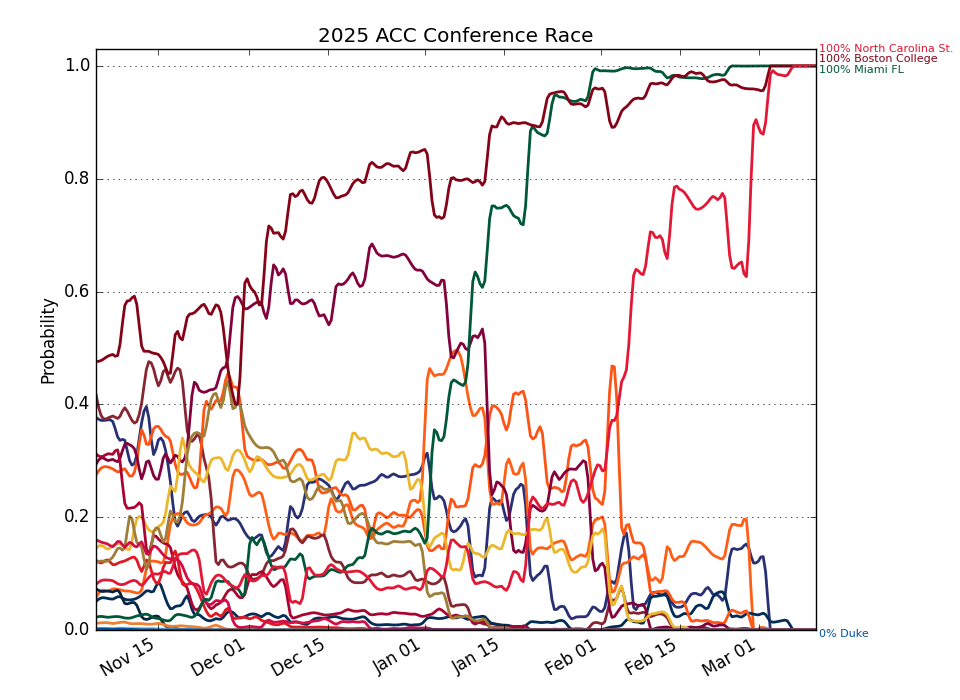 2025 ACC Conference Race
100% North Carolina St.
100% Boston College
100% Miami FL
1.0
0.8
0.6
0.4
0.2
0.0
Probability
0% Duke
Nov 15
Dec 01
Dec 15
Jan 01
Jan 15
Feb 01
Feb 15
Mar 01